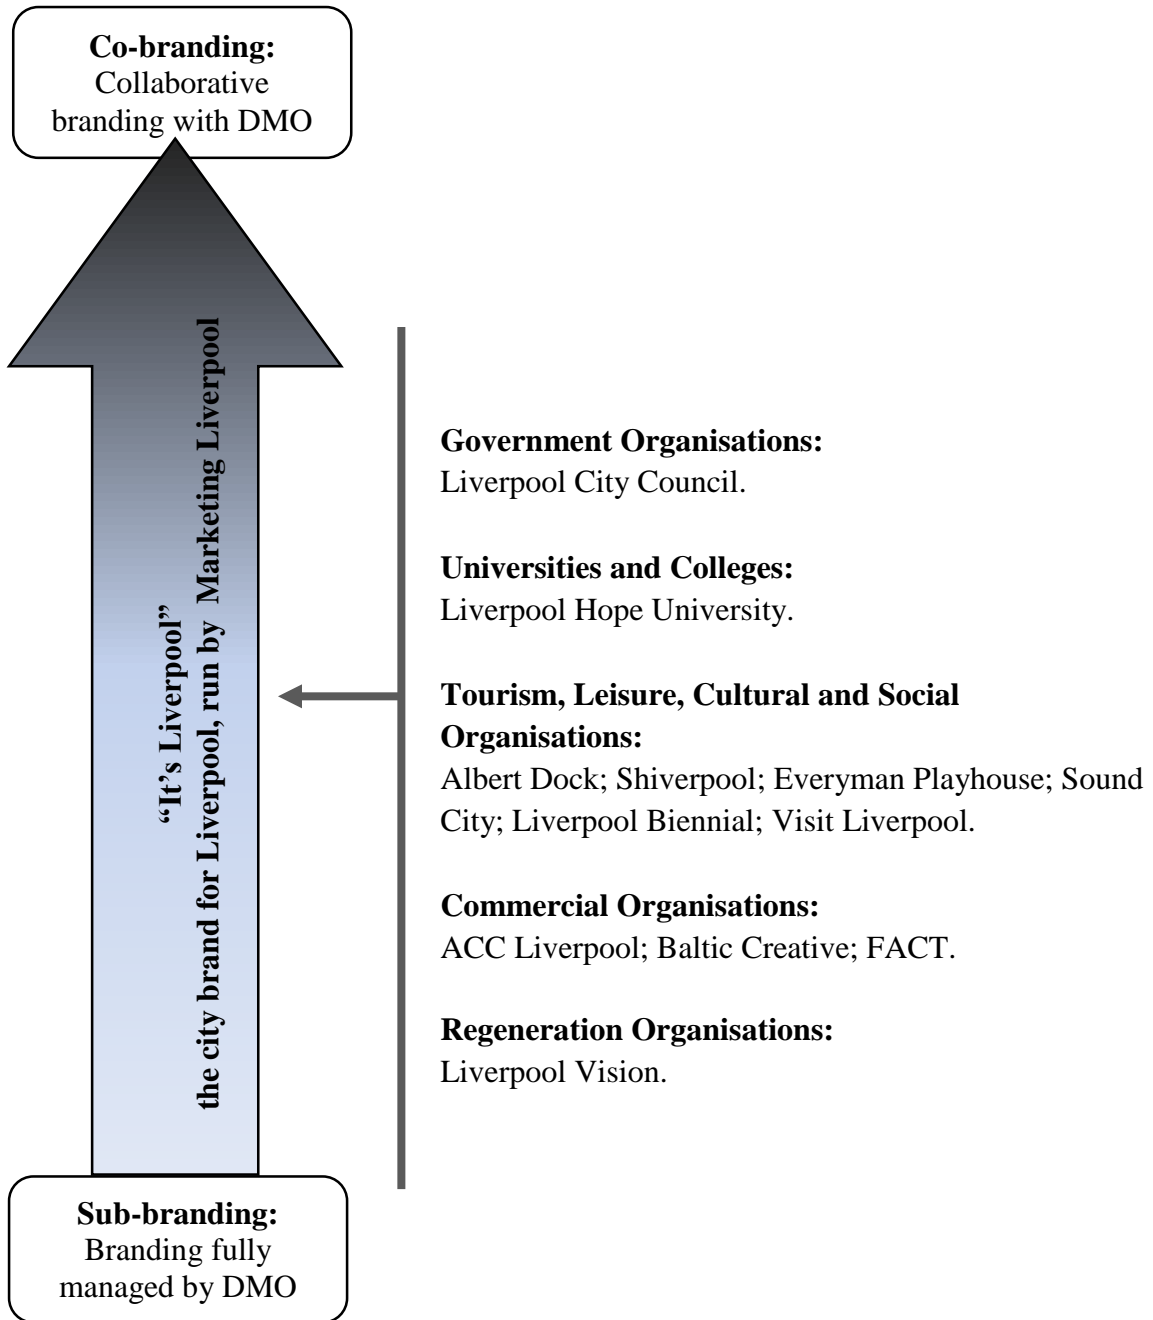 Co-branding:
Collaborative
branding with DMO
“It’s Liverpool”
the city brand for Liverpool, run by Marketing Liverpool
Government Organisations:
Liverpool City Council.
Universities and Colleges:
Liverpool Hope University.
Tourism, Leisure, Cultural and Social
Organisations:
Albert Dock; Shiverpool; Everyman Playhouse; Sound
City; Liverpool Biennial; Visit Liverpool.
Commercial Organisations:
ACC Liverpool; Baltic Creative; FACT.
Regeneration Organisations:
Liverpool Vision.
Sub-branding:
Branding fully
managed by DMO